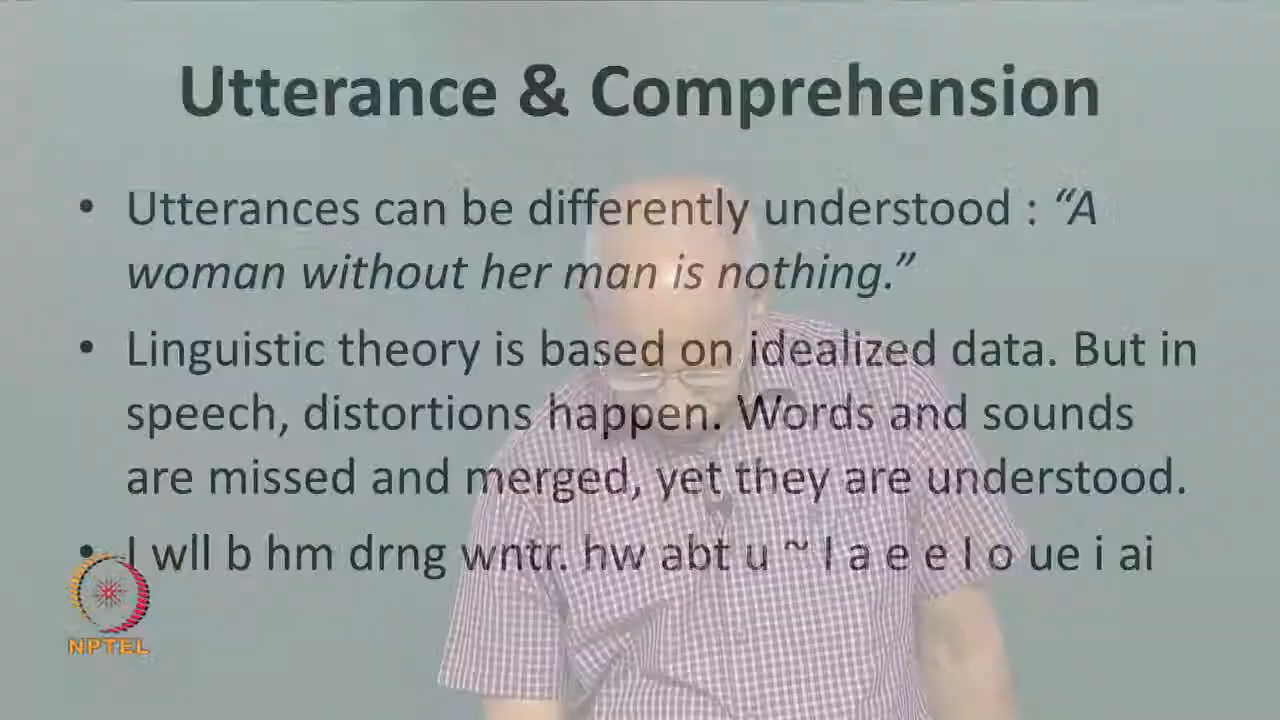 Utterance & Comprehension
• Utterances can be differently understood : “A
woman without her man is nothing.”
• Linguistic theory is based on idealized data. But in
speech, distortions happen. Words and sounds
are missed and merged, yet they are understood.
• I wll b hm drng wntr. hw abt u ~ I a e e I o ue i ai
NPTEL